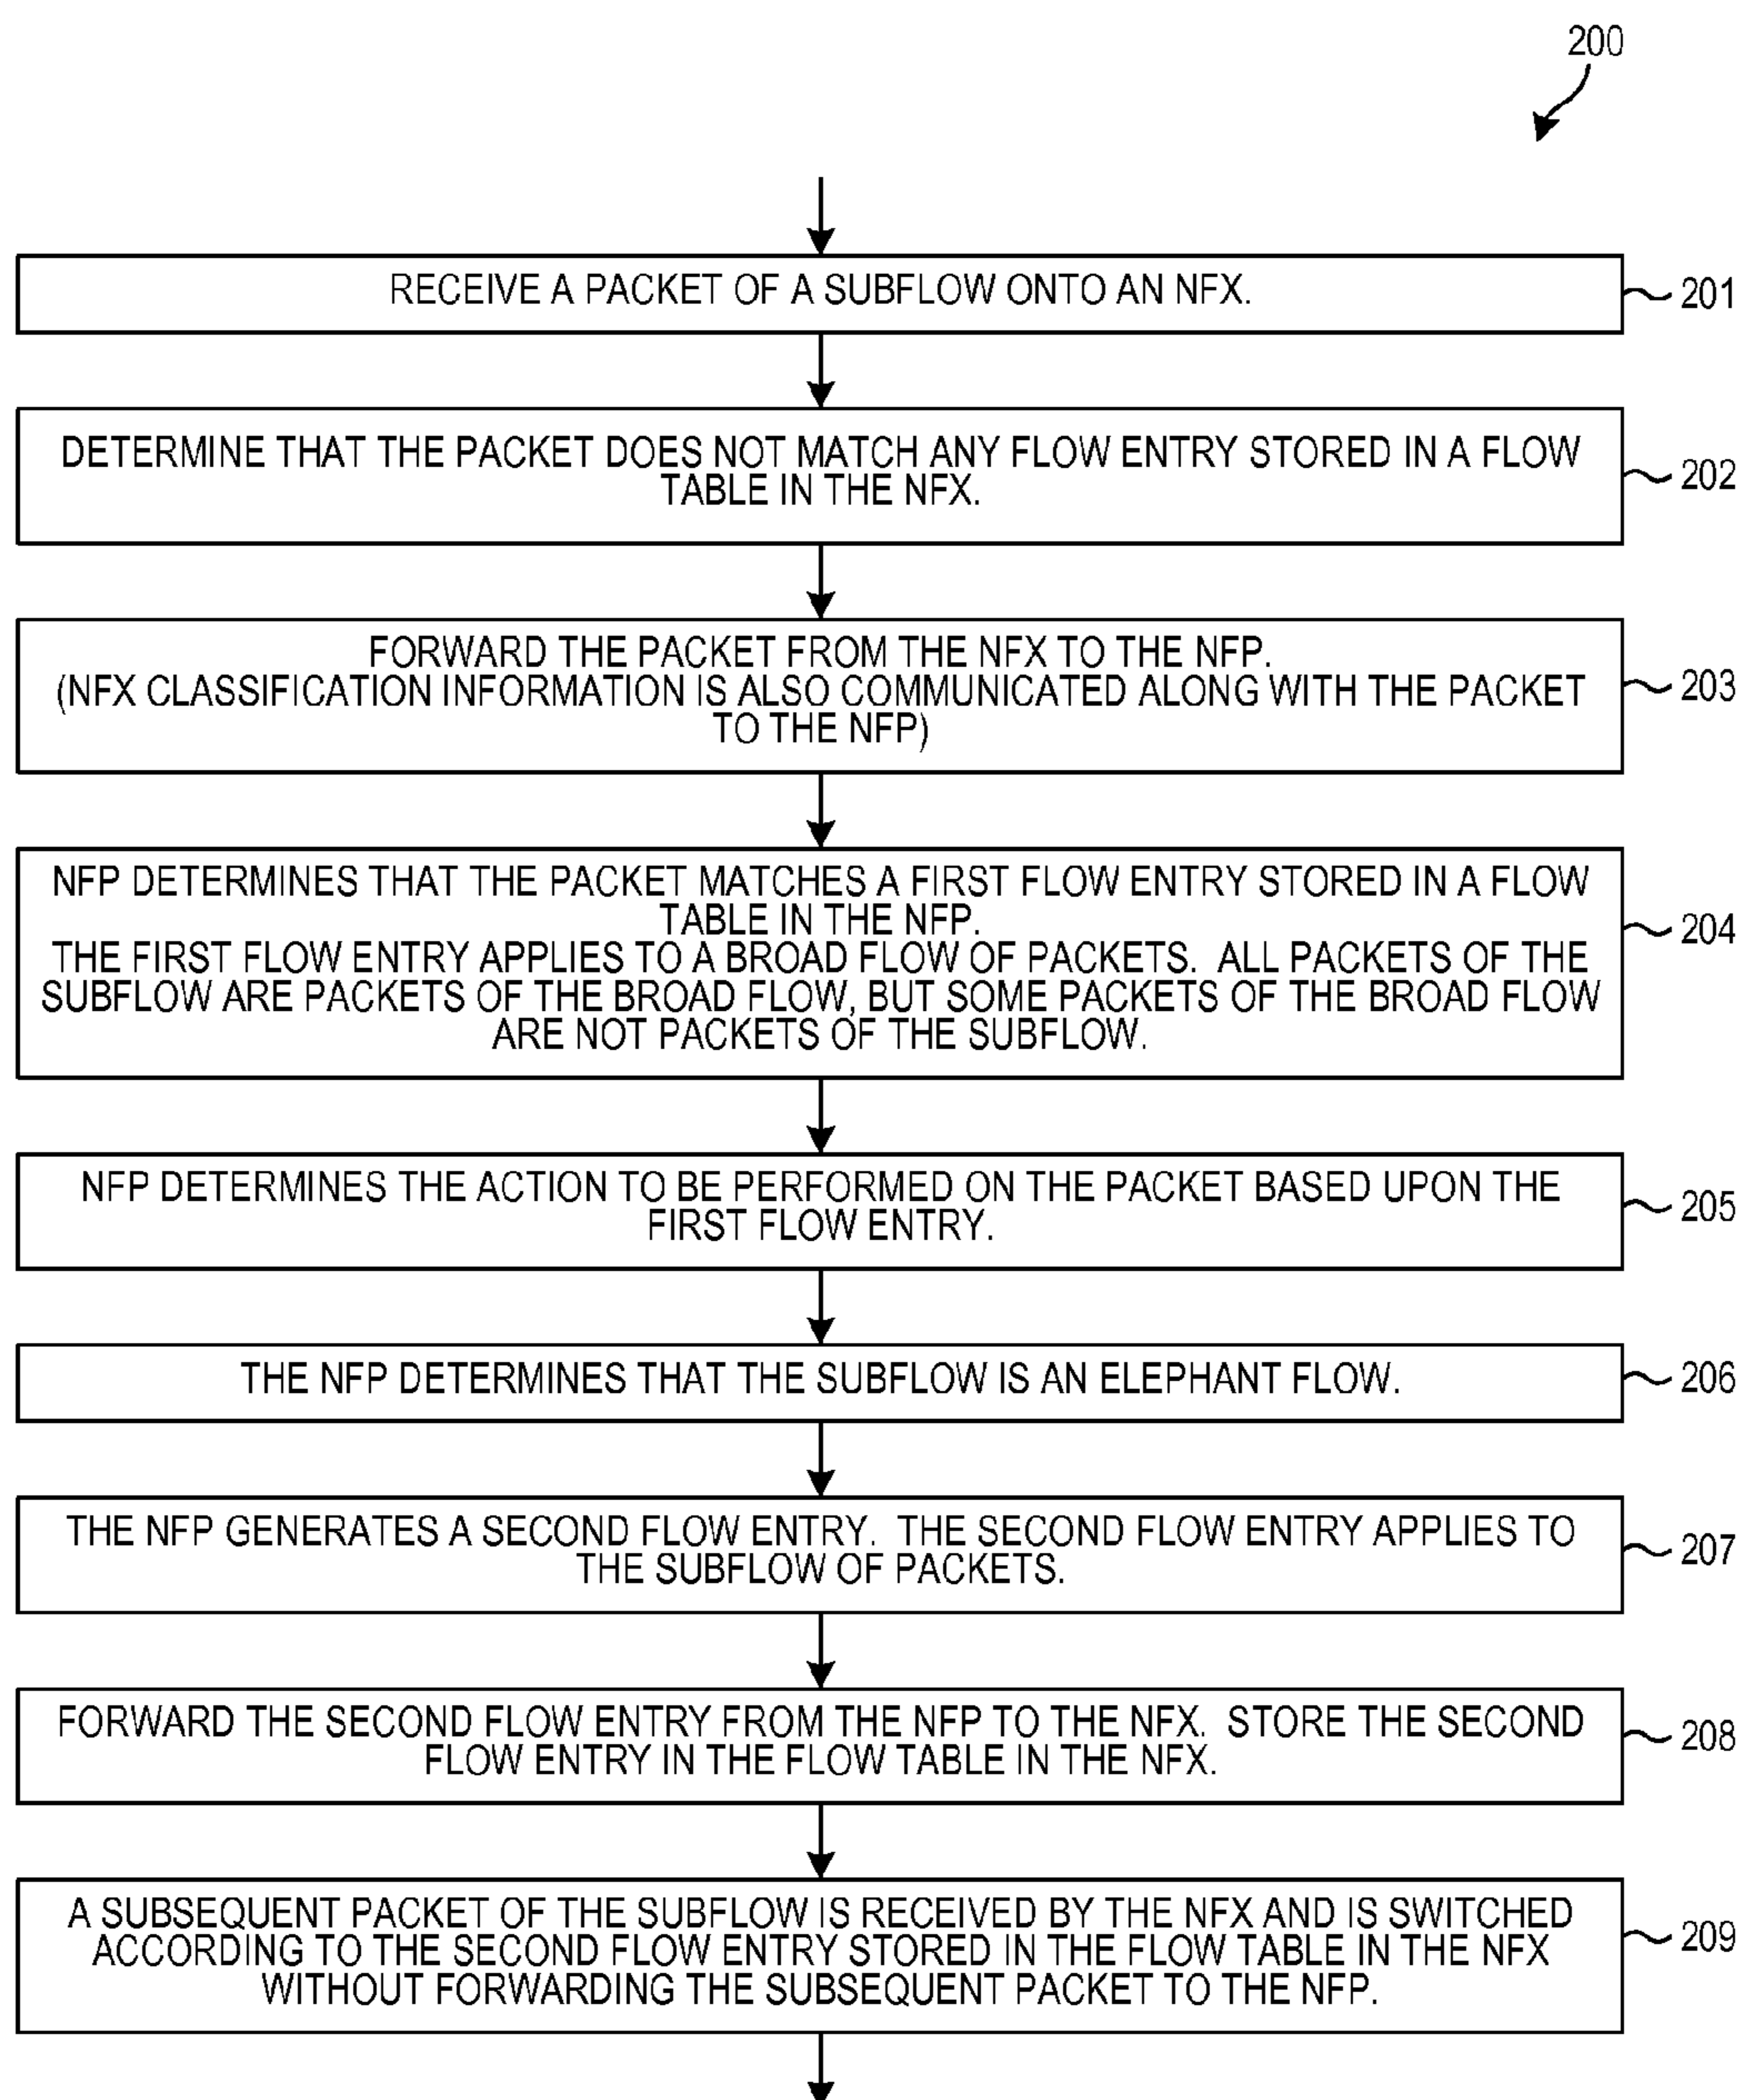 200
RECEIVE A PACKET OF A SUBFLOW ONTO AN NFX.
201
DETERMINE THAT THE PACKET DOES NOT MATCH ANY FLOW ENTRY STORED IN A FLOW
TABLE IN THE NFX.
202
FORWARD THE PACKET FROM THE NFX TO THE NFP.
(NFX CLASSIFICATION INFORMATION IS ALSO COMMUNICATED ALONG WITH THE PACKET
TO THE NFP)
203
NFP DETERMINES THAT THE PACKET MATCHES A FIRST FLOW ENTRY STORED IN A FLOW
TABLE IN THE NFP.
THE FIRST FLOW ENTRY APPLIES TO A BROAD FLOW OF PACKETS. ALL PACKETS OF THE
SUBFLOW ARE PACKETS OF THE BROAD FLOW, BUT SOME PACKETS OF THE BROAD FLOW
ARE NOT PACKETS OF THE SUBFLOW.
204
NFP DETERMINES THE ACTION TO BE PERFORMED ON THE PACKET BASED UPON THE
FIRST FLOW ENTRY.
205
THE NFP DETERMINES THAT THE SUBFLOW IS AN ELEPHANT FLOW.
206
THE NFP GENERATES A SECOND FLOW ENTRY. THE SECOND FLOW ENTRY APPLIES TO
THE SUBFLOW OF PACKETS.
207
FORWARD THE SECOND FLOW ENTRY FROM THE NFP TO THE NFX. STORE THE SECOND
FLOW ENTRY IN THE FLOW TABLE IN THE NFX.
208
A SUBSEQUENT PACKET OF THE SUBFLOW IS RECEIVED BY THE NFX AND IS SWITCHED
ACCORDING TO THE SECOND FLOW ENTRY STORED IN THE FLOW TABLE IN THE NFX
WITHOUT FORWARDING THE SUBSEQUENT PACKET TO THE NFP.
209